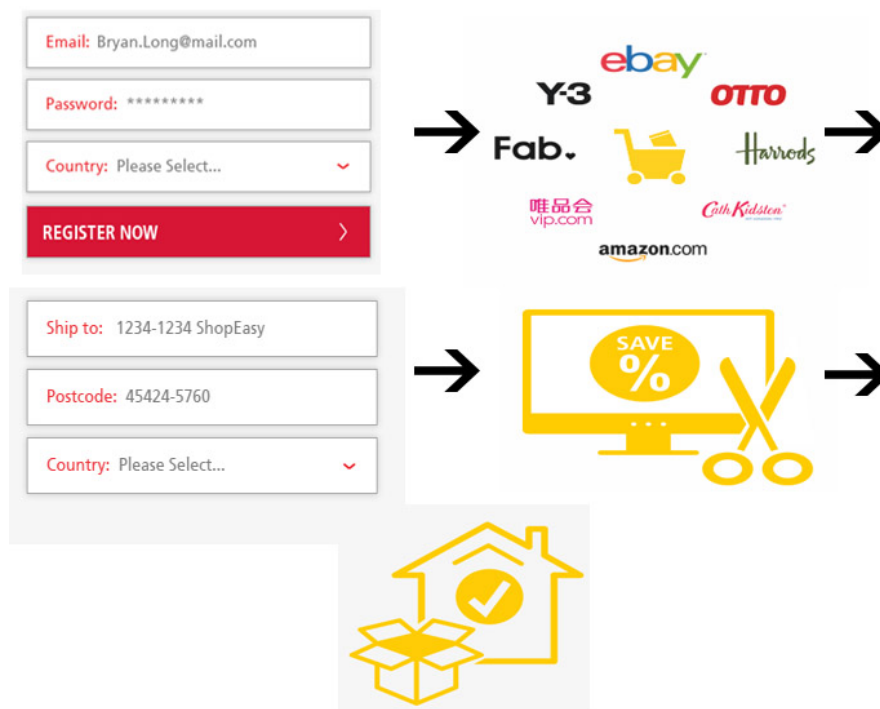 Email: Bryan.Long@mail.com
Password: *********
Country: Please Select...
REGISTER NOW
ebay
Y-3
OTTO
Fab.
Harrods
唯品会
vip.com
Cath Kidston
amazon.com
Ship to: 1234-1234 ShopEasy
Postcode: 45424-5760
Country: Please Select...
SAVE
%